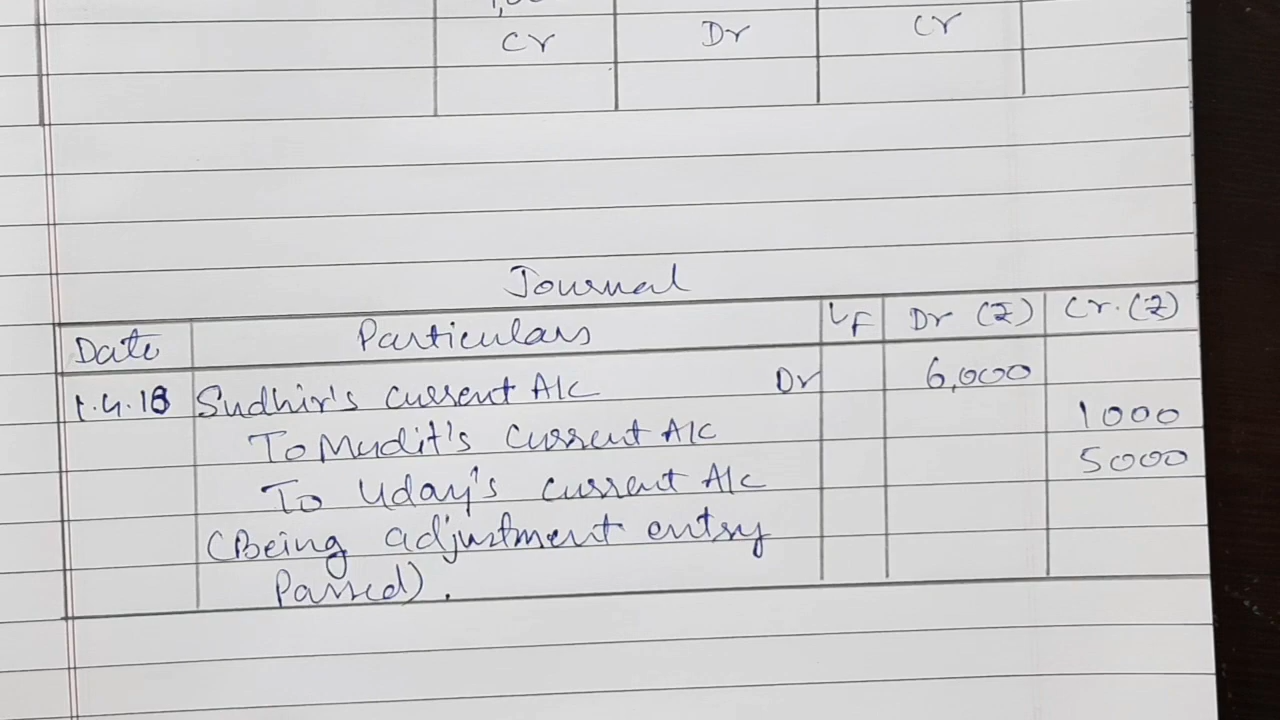 Cr Dr Cr
Journal
Date Particulars LF Dr (₹) Cr. (₹)
1.4.18 Sudhir's Current A/c Dr 6,000
To Mudit's Current A/c 1000
To Uday's Current A/c 5000
(Being adjustment entry
Passed).